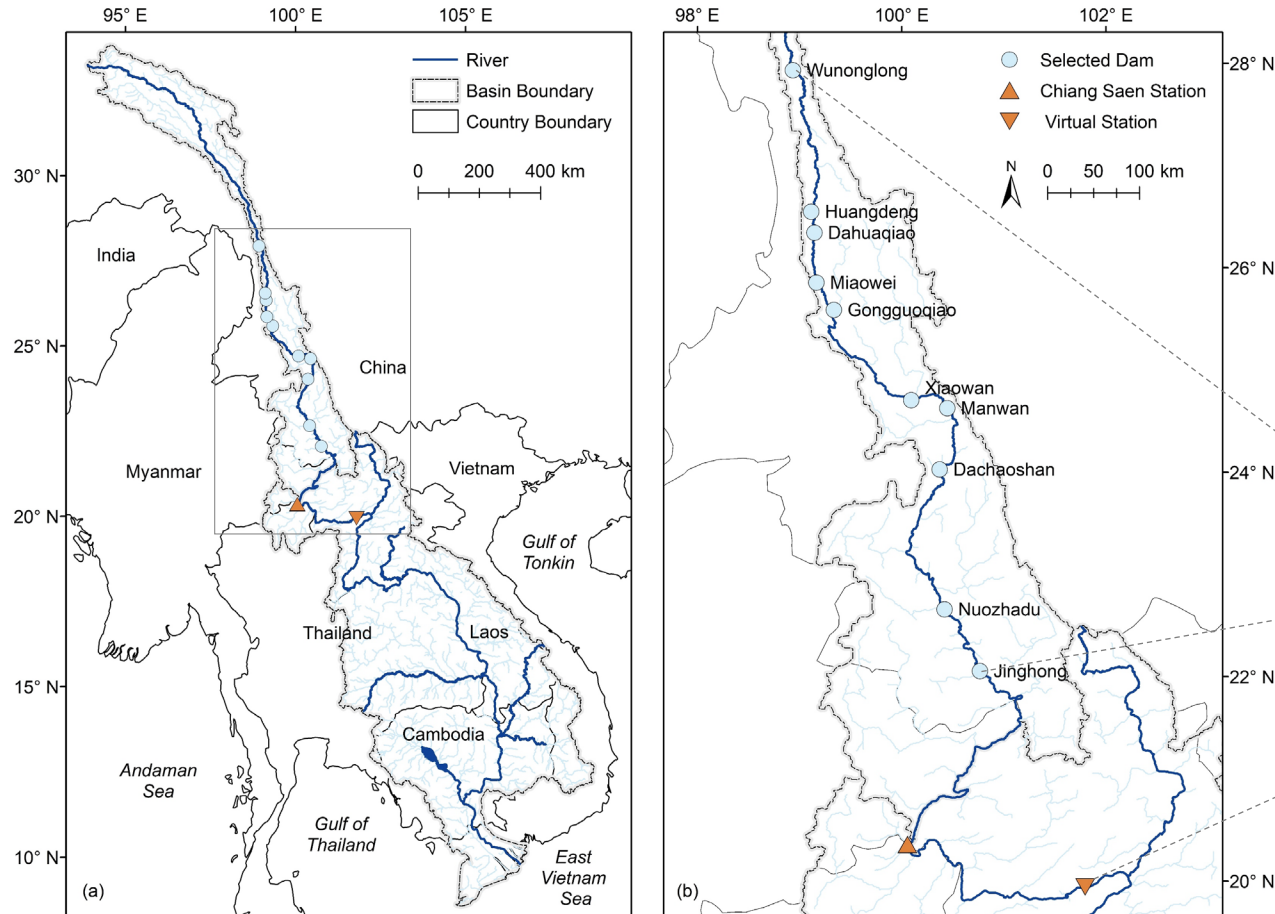 95° E 100° E 105° E
98° E 100° E 102° E
River
Basin Boundary
Country Boundary
0 200 400 km
30° N
25° N
20° N
15° N
10° N
India
China
Myanmar
Vietnam
Gulf of
Tonkin
Thailand
Laos
Cambodia
Andaman
Sea
Gulf of
Thailand
East
Vietnam
Sea
(a)
Selected Dam
Chiang Saen Station
Virtual Station
N
0 50 100 km
28° N
26° N
24° N
22° N
20° N
Wunonglong
Huangdeng
Dahuaqiao
Miaowei
Gongguoqiao
Xiaowan
Manwan
Dachaoshan
Nuozhadu
Jinghong
(b)